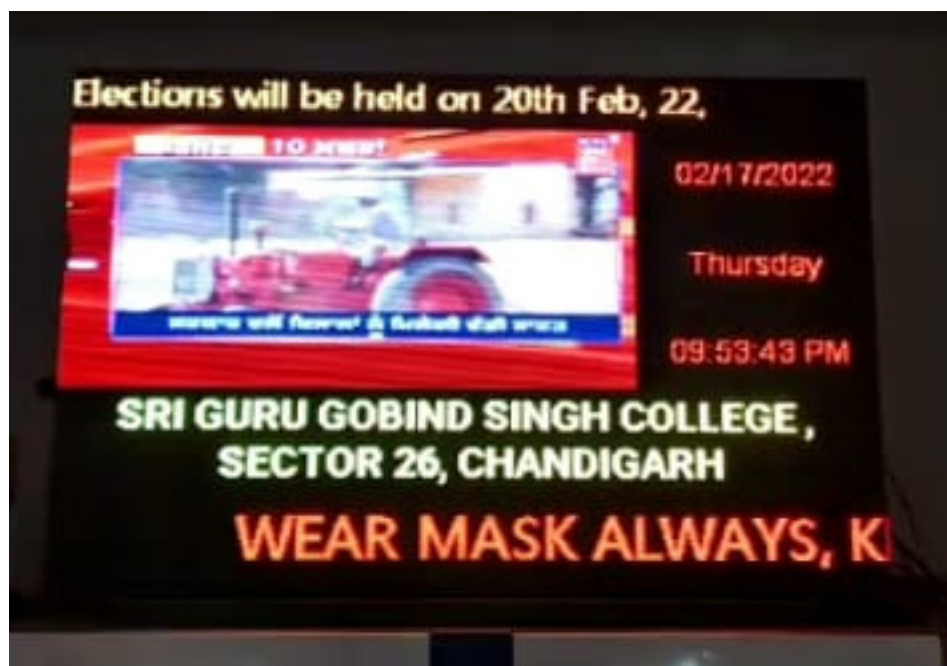 Elections will be held on 20th Feb, 22,
10
02/17/2022
Thursday
09:53:43 PM
SRI GURU GOBIND SINGH COLLEGE ,
SECTOR 26, CHANDIGARH
WEAR MASK ALWAYS, K